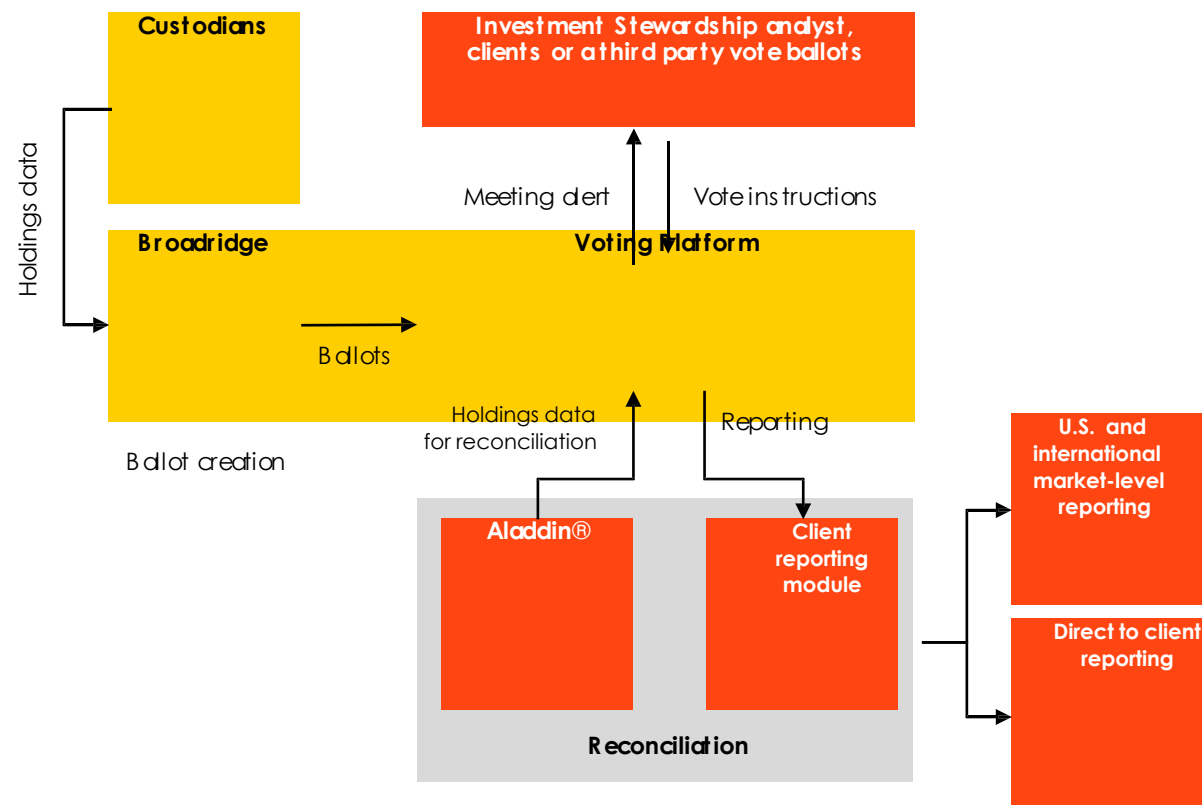 Custodians
Investment Stewardship analyst,
clients or a third party vote ballots
Holdings data
Meeting alert
Vote instructions
Broadridge
Voting Platform
Ballots
Holdings data
for reconciliation
Reporting
Ballot creation
U.S. and
international
market-level
reporting
Aladdin®
Client
reporting
module
Direct to client
reporting
Reconciliation